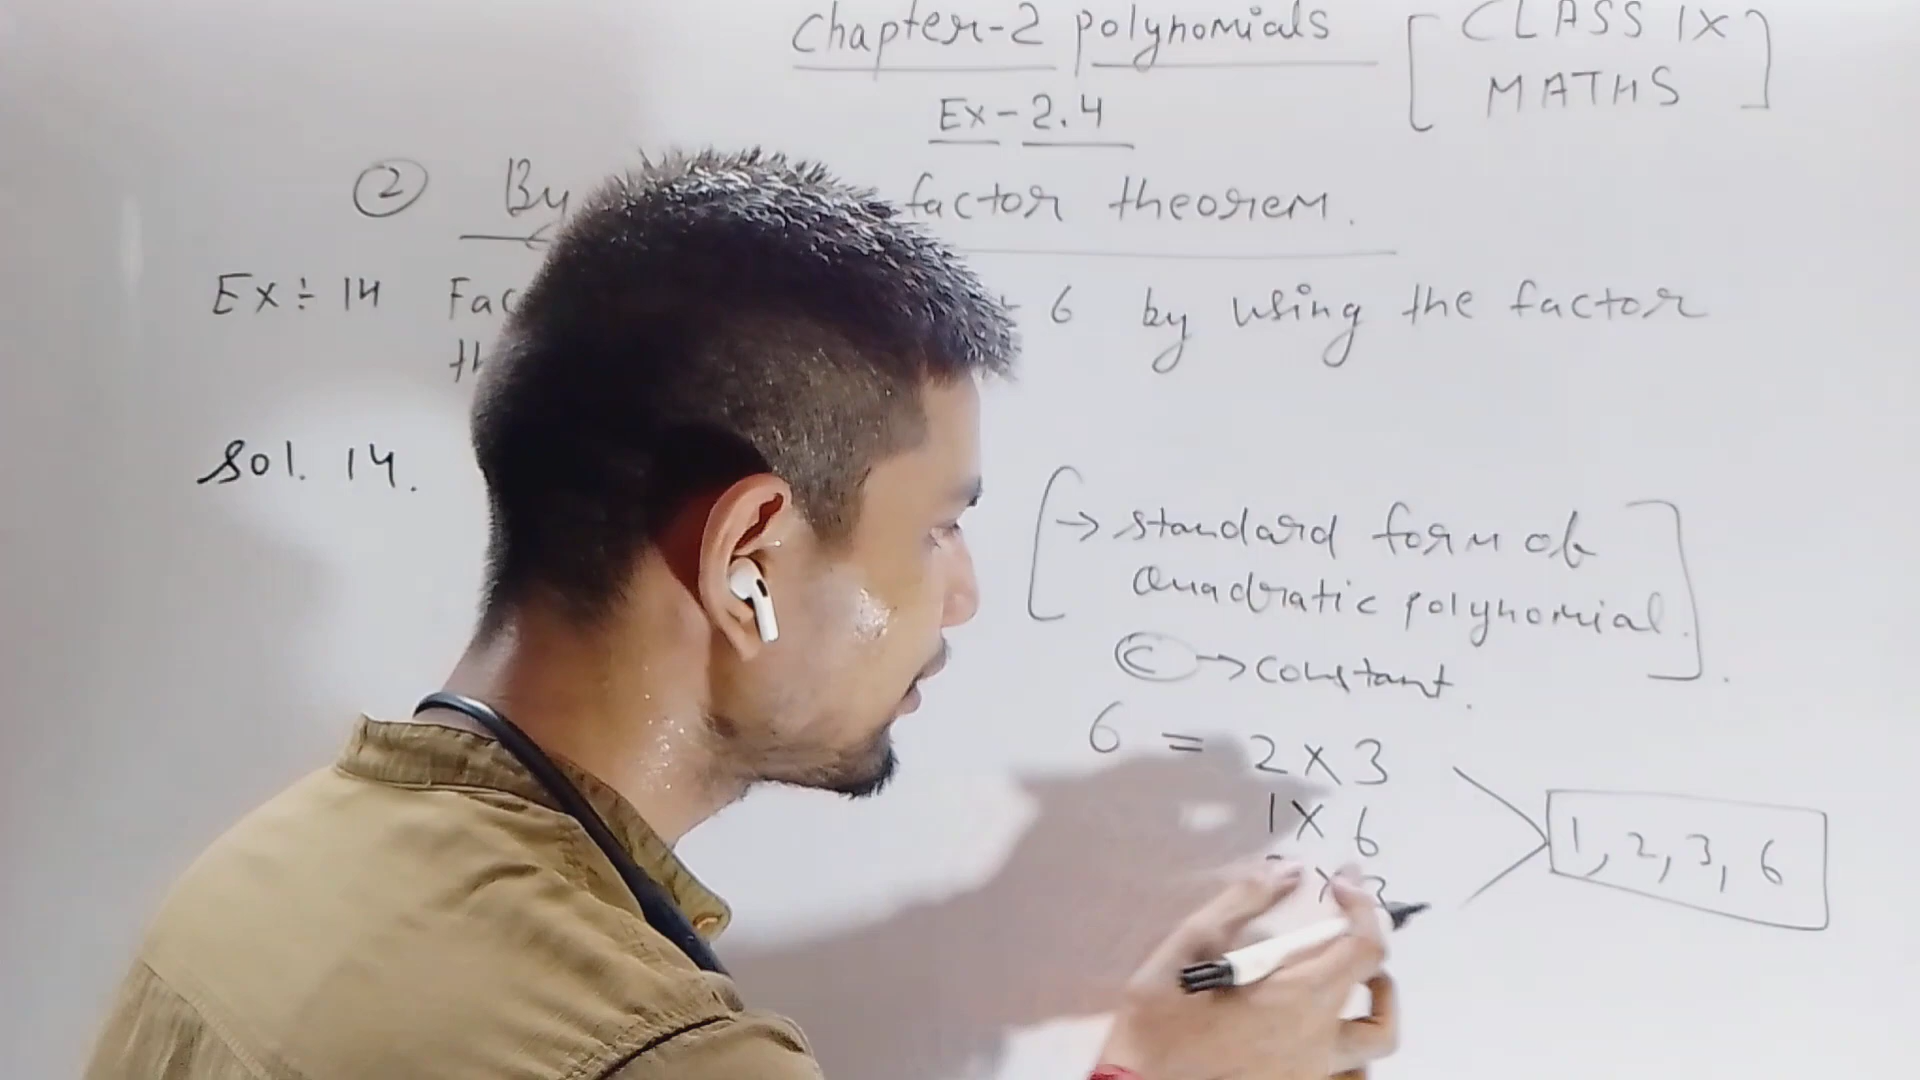 Chapter-2 polynomials [CLASS IX
MATHS]
Ex-2.4
② By factor theorem.
Ex÷14 Fac 6 by using the factor
th
Sol. 14.
[→ standard form of
Quadratic polynomial.].
Ⓒ → constant.
6 = 2×3
1×6
×3
1, 2, 3, 6